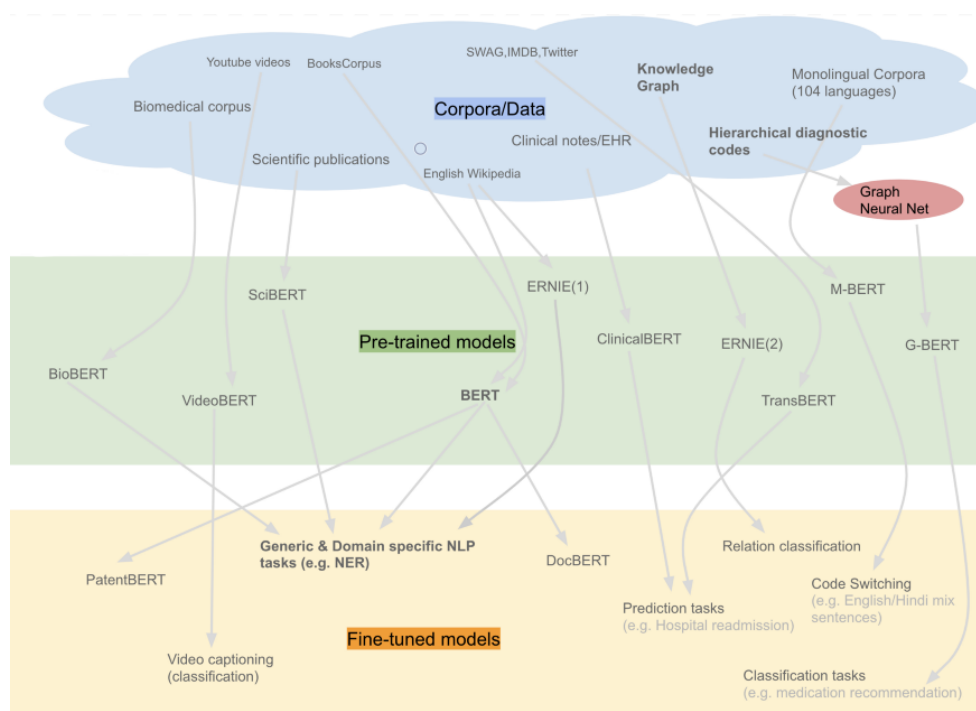 Youtube videos
BooksCorpus
SWAG,IMDB,Twitter
Knowledge
Graph
Monolingual Corpora
(104 languages)
Biomedical corpus
Corpora/Data
Hierarchical diagnostic
codes
Clinical notes/EHR
Scientific publications
English Wikipedia
Graph
Neural Net
SciBERT
ERNIE(1)
M-BERT
Pre-trained models
ClinicalBERT
ERNIE(2)
G-BERT
BioBERT
VideoBERT
BERT
TransBERT
Generic & Domain specific NLP
tasks (e.g. NER)
Relation classification
PatentBERT
DocBERT
Code Switching
(e.g. English/Hindi mix
sentences)
Prediction tasks
(e.g. Hospital readmission)
Fine-tuned models
Video captioning
(classification)
Classification tasks
(e.g. medication recommendation)